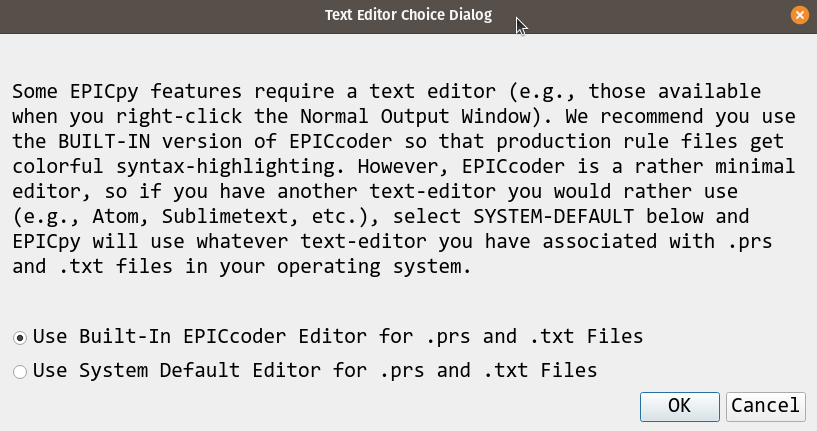 Text Editor Choice Dialog
Some EPICpy features require a text editor (e.g., those available
when you right-click the Normal Output Window). We recommend you use
the BUILT-IN version of EPICcoder so that production rule files get
colorful syntax-highlighting. However, EPICcoder is a rather minimal
editor, so if you have another text-editor you would rather use
(e.g., Atom, Sublimetext, etc.), select SYSTEM-DEFAULT below and
EPICpy will use whatever text-editor you have associated with .prs
and .txt files in your operating system.
Use Built-In EPICcoder Editor for .prs and .txt Files
Use System Default Editor for .prs and .txt Files
OK Cancel